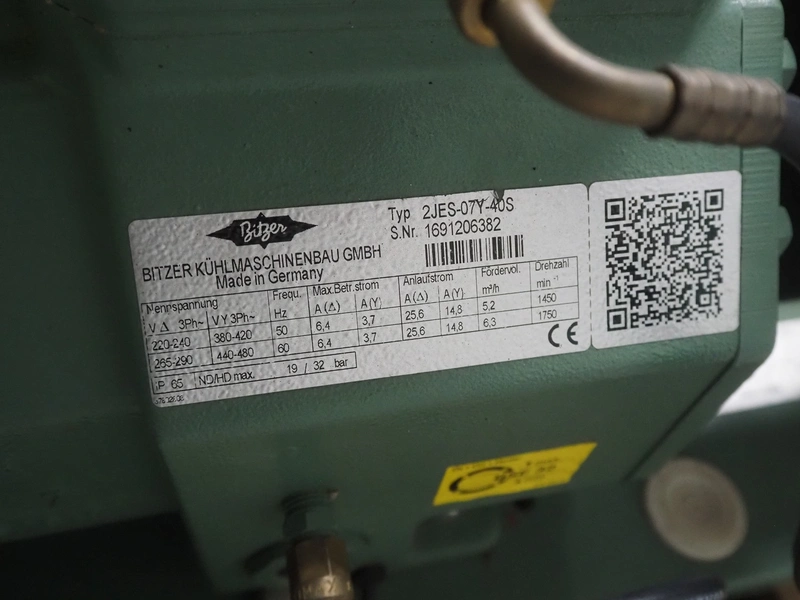 Bitzer
Typ 2JES-07Y-40S
S.Nr. 1691206382
BITZER KÜHLMASCHINENBAU GMBH
Made in Germany
Nennspannung Frequ. Max.Betr.strom Anlaufstrom Fördervol. Drehzahl
V Δ 3Ph~ V Y 3Ph~ Hz A (Δ) A (Y) A (Δ) A (Y) m³/h min⁻¹
220-240 380-420 50 6,4 3,7 25,6 14,8 5,2 1450
265-290 440-480 60 6,4 3,7 25,6 14,8 6,3 1750
IP 65 ND/HD max. 19 / 32 bar
CE